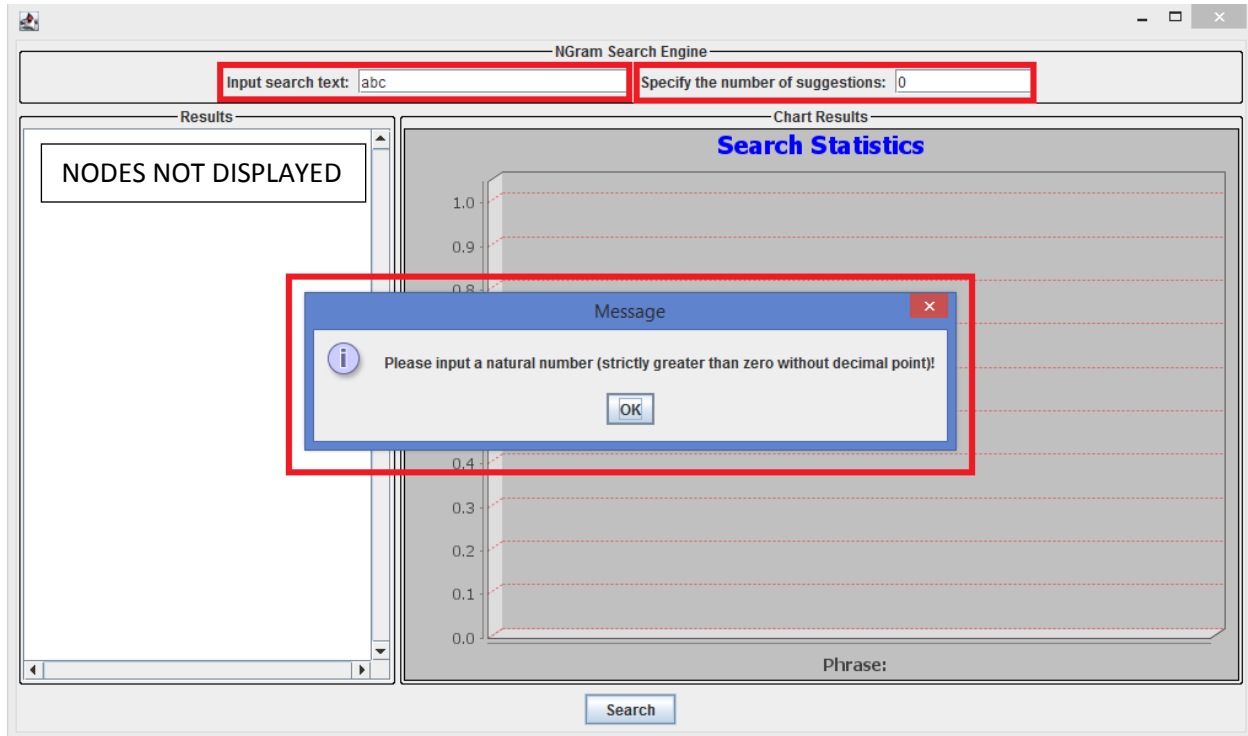 NGram Search Engine
Input search text: abc Specify the number of suggestions: 0
Results
Chart Results
NODES NOT DISPLAYED
Search Statistics
1.0
0.9
0.8
Message
Please input a natural number (strictly greater than zero without decimal point)!
OK
0.4
0.3
0.2
0.1
0.0
Phrase:
Search